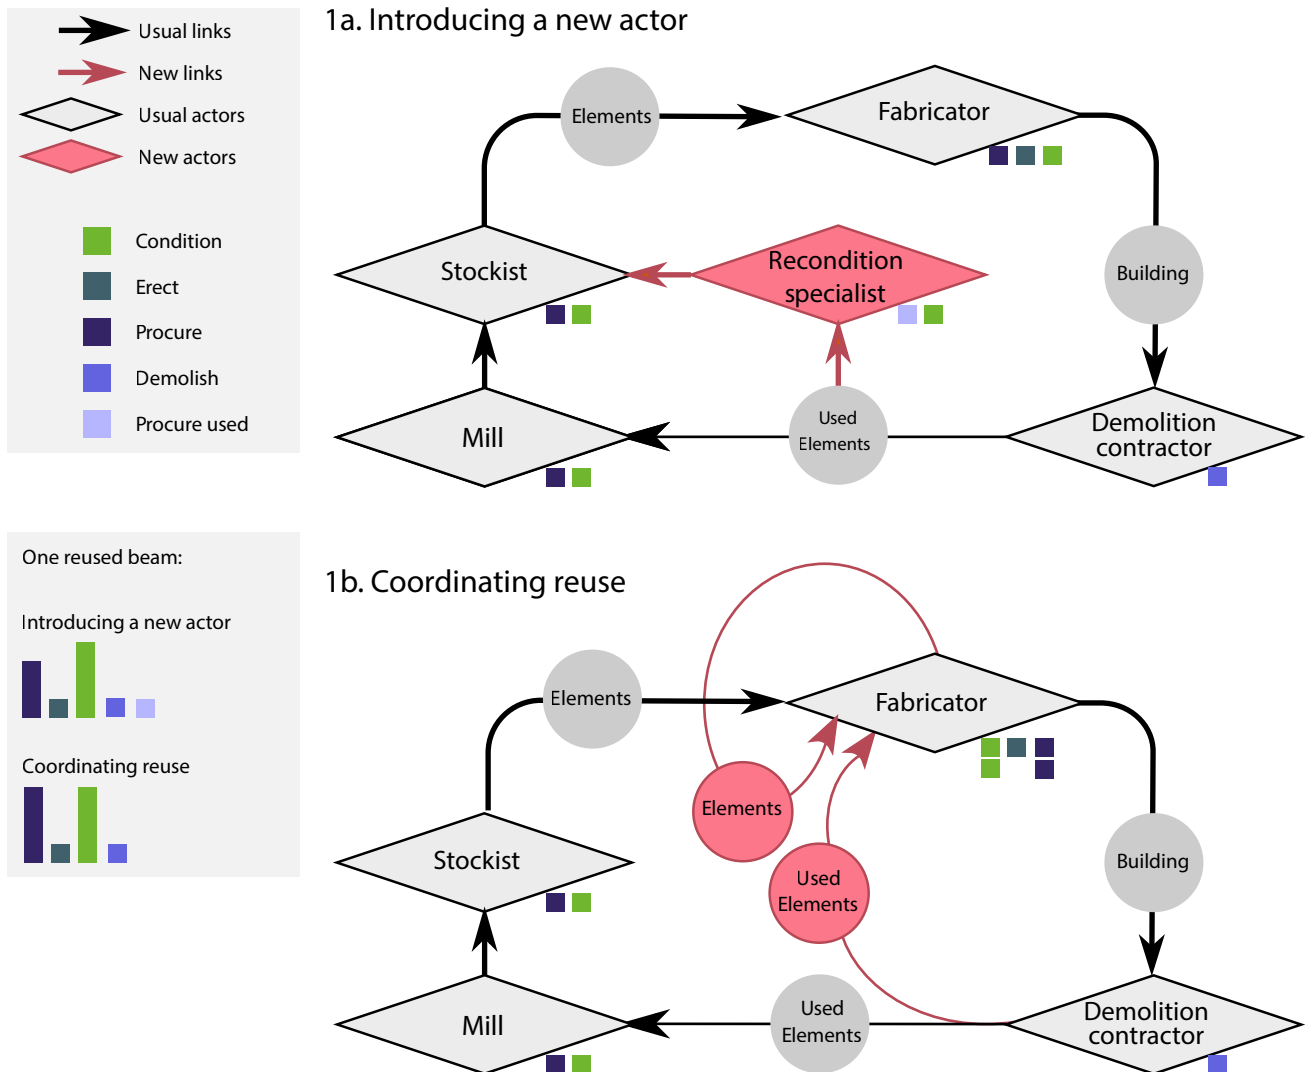 Usual links
New links
Usual actors
New actors
Condition
Erect
Procure
Demolish
Procure used
1a. Introducing a new actor
Elements
Fabricator
Stockist
Recondition
specialist
Building
Mill
Used
Elements
Demolition
contractor
One reused beam:
Introducing a new actor
Coordinating reuse
1b. Coordinating reuse
Elements
Fabricator
Elements
Stockist
Used
Elements
Building
Mill
Used
Elements
Demolition
contractor